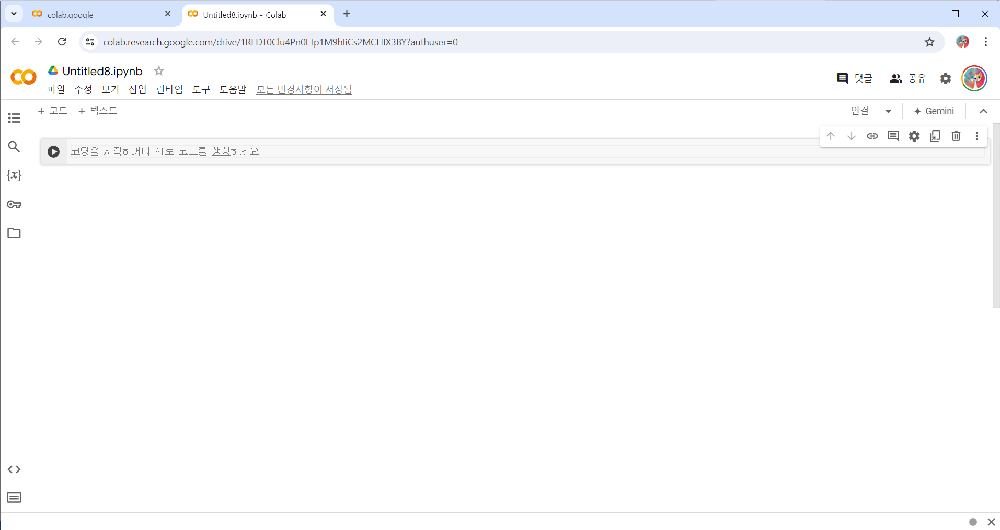 colab.google
Untitled8.ipynb - Colab
colab.research.google.com/drive/1REDT0Clu4Pn0LTp1M9hIiCs2MCHIX3BY?authuser=0
Untitled8.ipynb
댓글 공유
파일 수정 보기 삽입 런타임 도구 도움말 모든 변경사항이 저장됨
+ 코드 + 텍스트 연결 Gemini
{x}
코딩을 시작하거나 AI로 코드를 생성하세요.